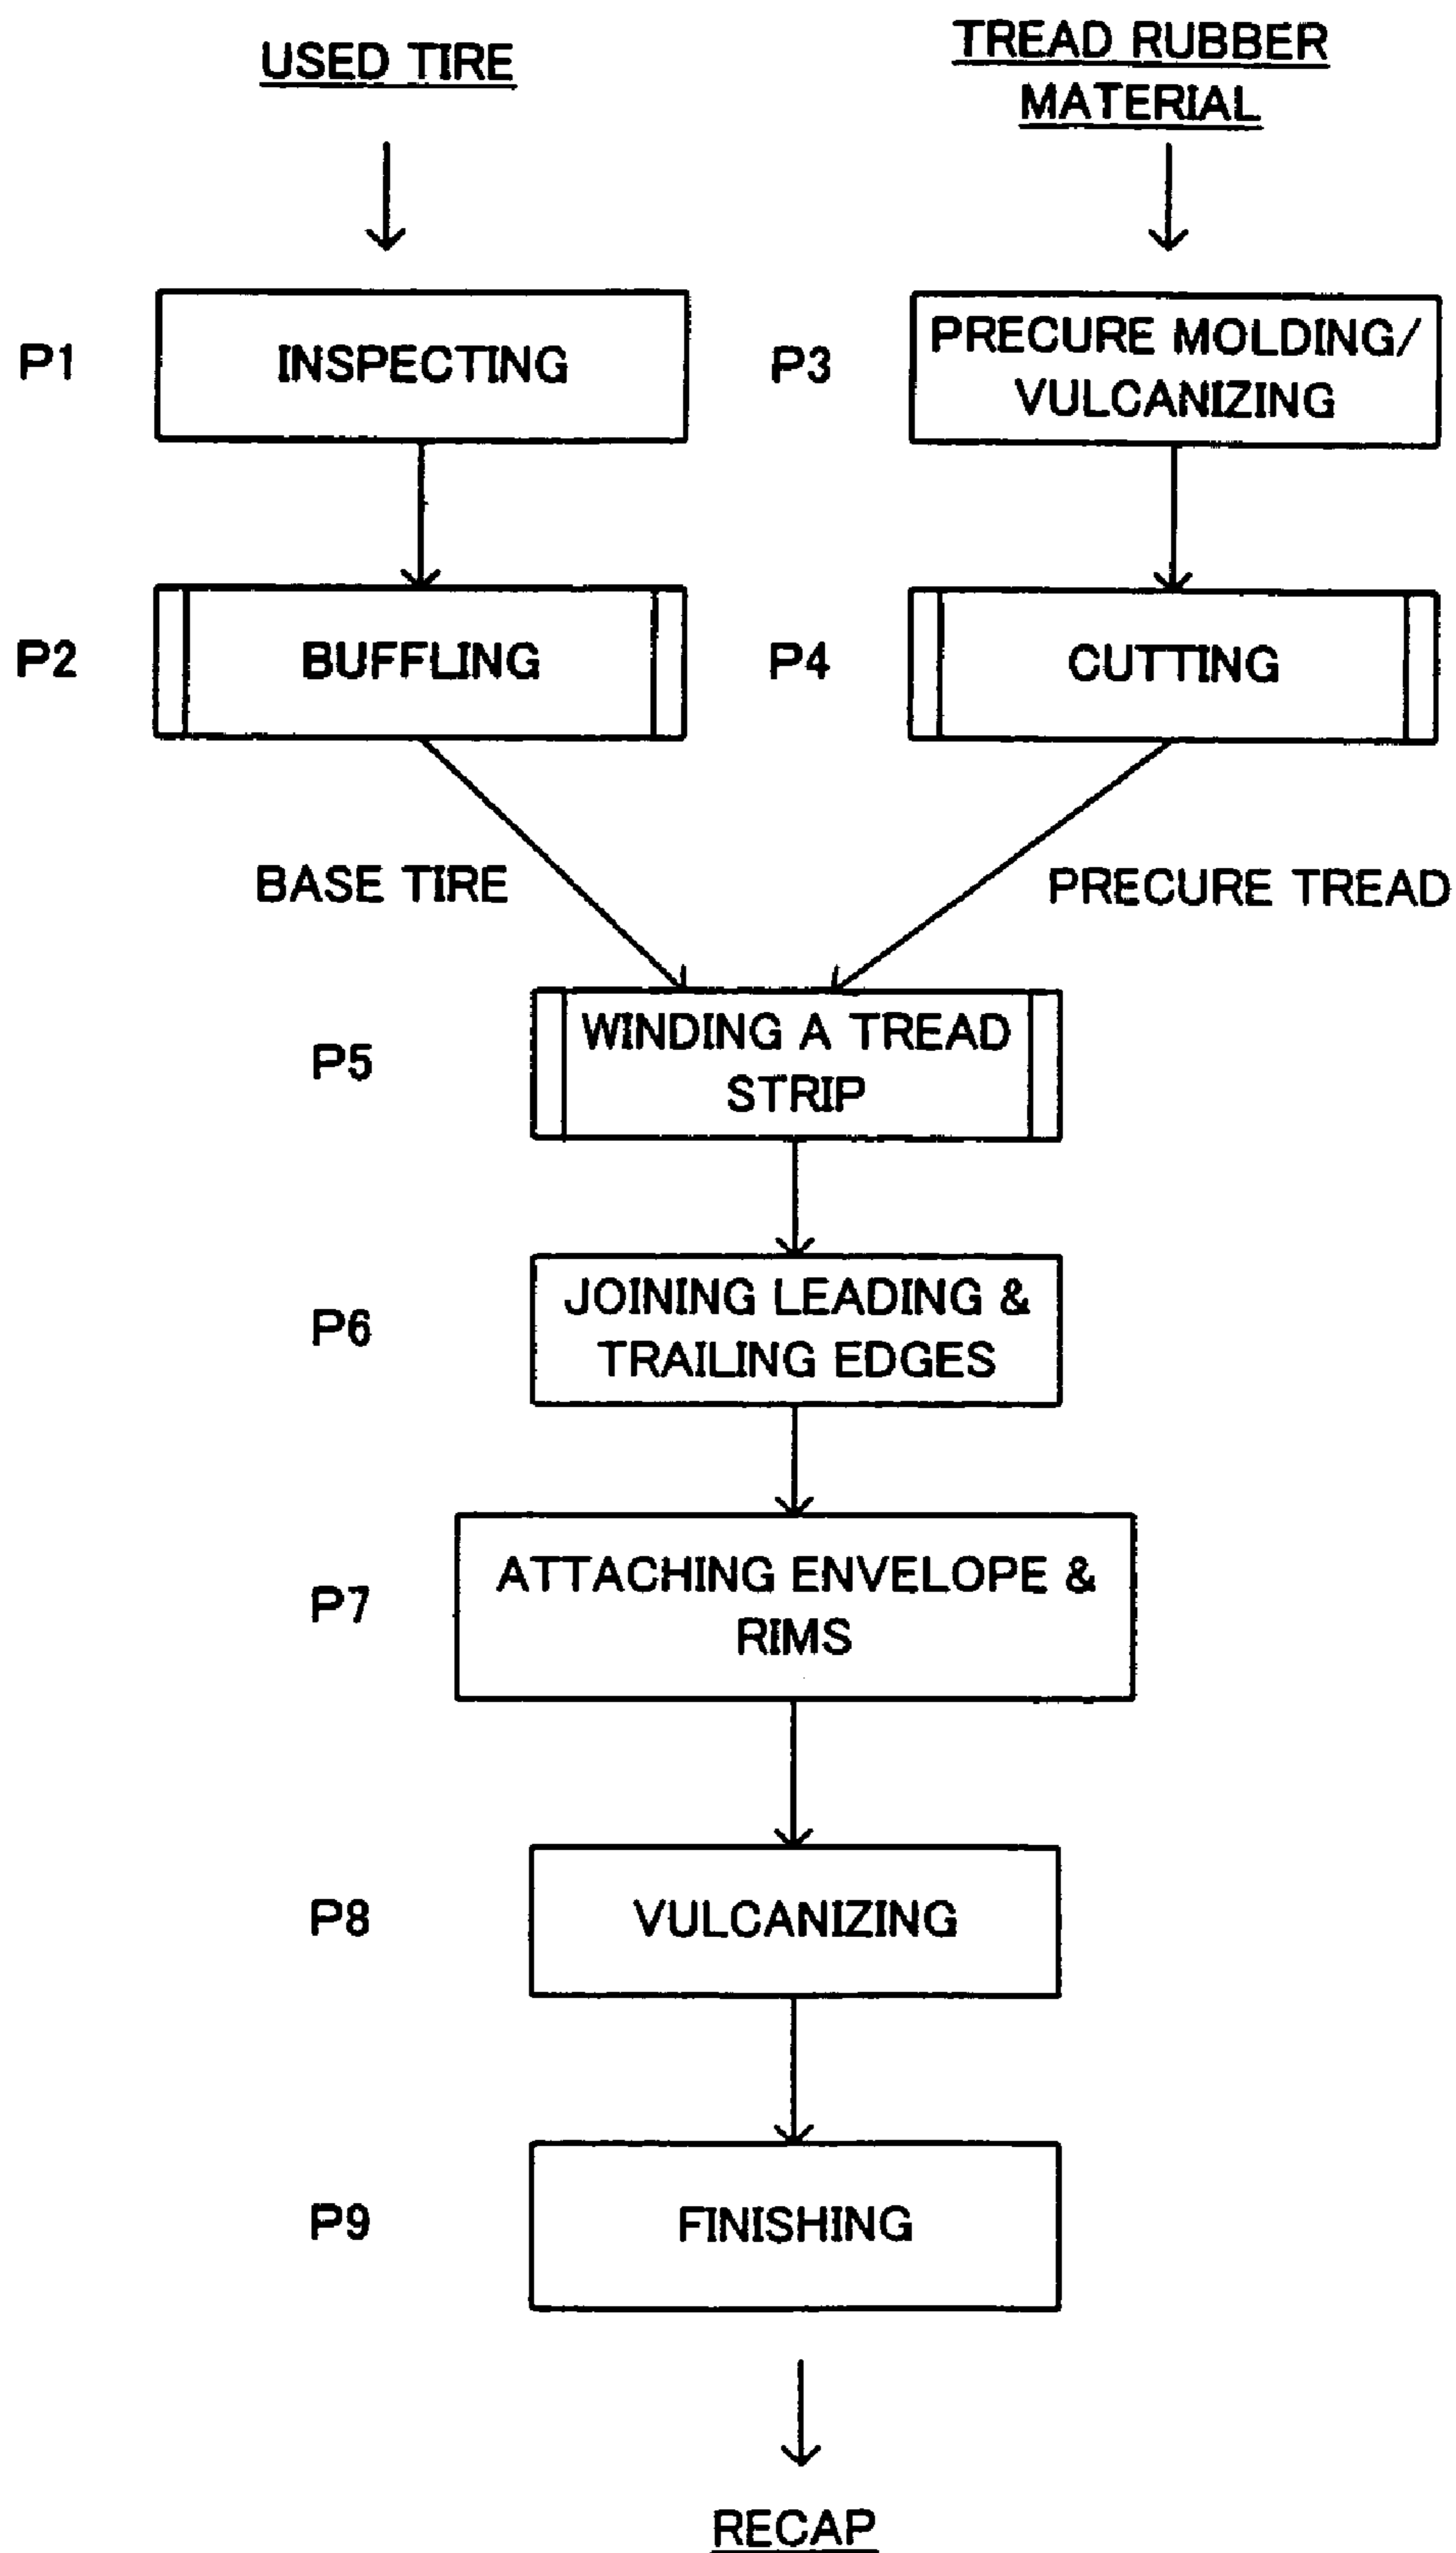 USED TIRE
TREAD RUBBER
MATERIAL
P1
INSPECTING
P3
PRECURE MOLDING/
VULCANIZING
P2
BUFFLING
P4
CUTTING
BASE TIRE
PRECURE TREAD
P5
WINDING A TREAD
STRIP
P6
JOINING LEADING &
TRAILING EDGES
P7
ATTACHING ENVELOPE &
RIMS
P8
VULCANIZING
P9
FINISHING
RECAP